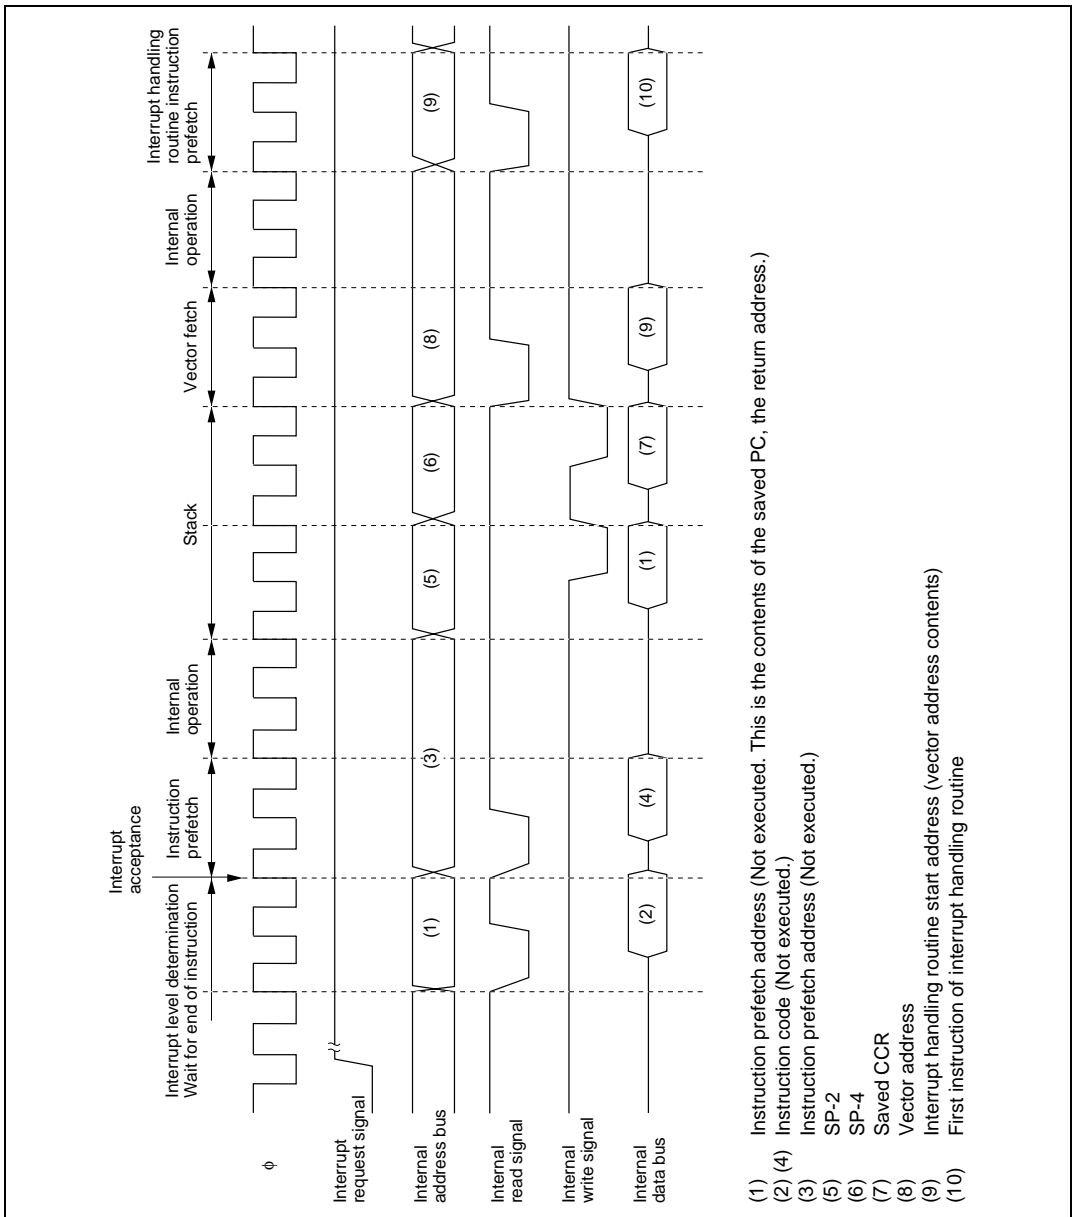 Interrupt
acceptance
Interrupt level determination
Wait for end of instruction
Instruction
prefetch
Internal
operation
Stack
Vector fetch
Internal
operation
Interrupt handling
routine instruction
prefetch
φ
Interrupt
request signal
Internal
address bus
(1)
(3)
(5)
(6)
(8)
(9)
Internal
read signal
Internal
write signal
Internal
data bus
(2)
(4)
(1)
(7)
(9)
(10)
(1) Instruction prefetch address (Not executed. This is the contents of the saved PC, the return address.)
(2) (4) Instruction code (Not executed.)
(3) Instruction prefetch address (Not executed.)
(5) SP-2
(6) SP-4
(7) Saved CCR
(8) Vector address
(9) Interrupt handling routine start address (vector address contents)
(10) First instruction of interrupt handling routine